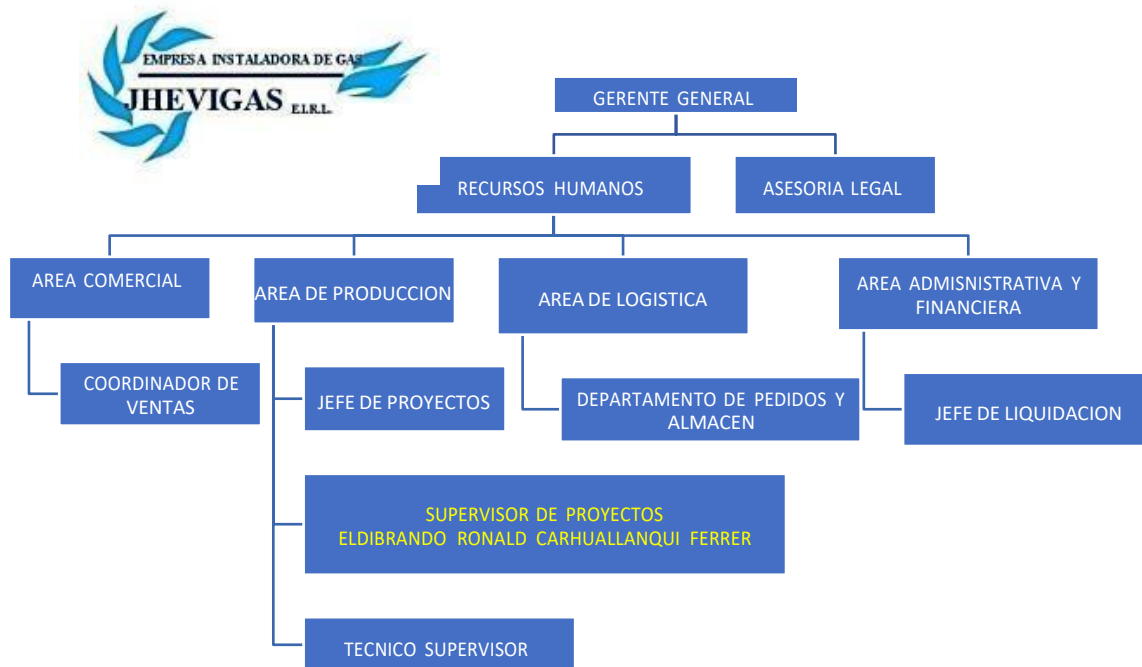 EMPRESA INSTALADORA DE GAS
JHEVIGAS E.I.R.L.
GERENTE GENERAL
RECURSOS HUMANOS
ASESORIA LEGAL
AREA COMERCIAL
AREA DE PRODUCCION
AREA DE LOGISTICA
AREA ADMISNISTRATIVA Y
FINANCIERA
COORDINADOR DE
VENTAS
JEFE DE PROYECTOS
DEPARTAMENTO DE PEDIDOS Y
ALMACEN
JEFE DE LIQUIDACION
SUPERVISOR DE PROYECTOS
ELDIBRANDO RONALD CARHUALLANQUI FERRER
TECNICO SUPERVISOR